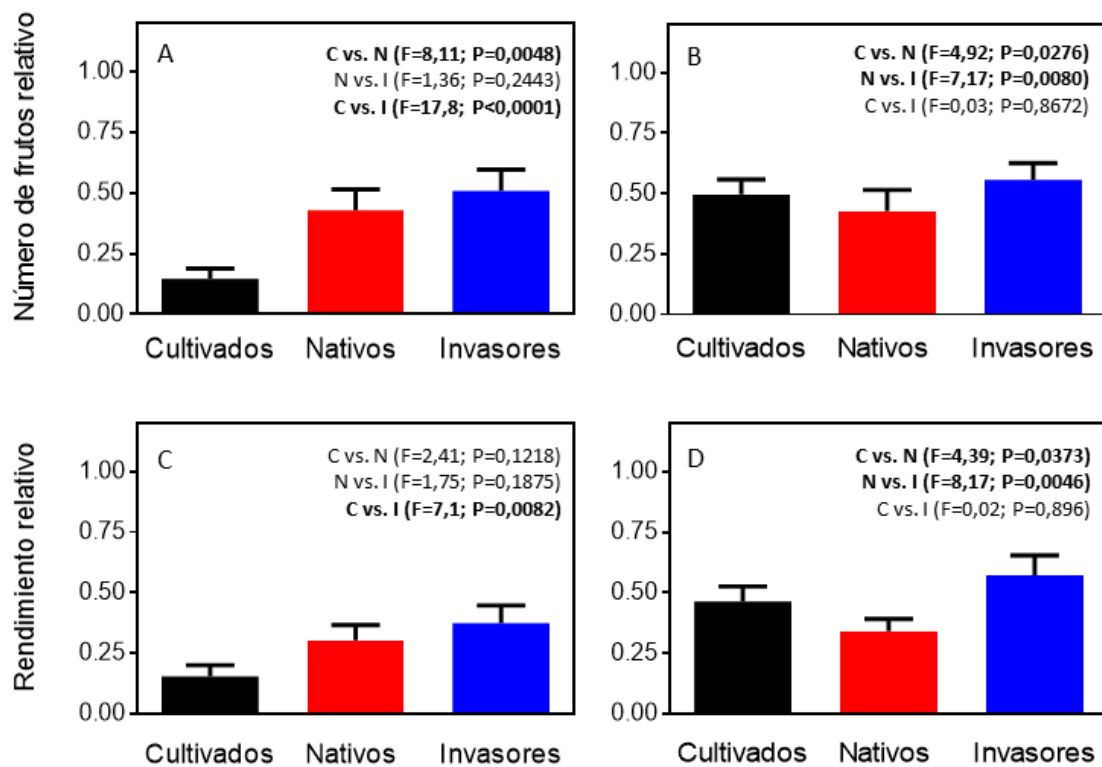 Número de frutos relativo
A
C vs. N (F=8,11; P=0,0048)
N vs. I (F=1,36; P=0,2443)
C vs. I (F=17,8; P<0,0001)
1.00
0.75
0.50
0.25
0.00
Cultivados Nativos Invasores
B
C vs. N (F=4,92; P=0,0276)
N vs. I (F=7,17; P=0,0080)
C vs. I (F=0,03; P=0,8672)
1.00
0.75
0.50
0.25
0.00
Cultivados Nativos Invasores
Rendimiento relativo
C
C vs. N (F=2,41; P=0,1218)
N vs. I (F=1,75; P=0,1875)
C vs. I (F=7,1; P=0,0082)
1.00
0.75
0.50
0.25
0.00
Cultivados Nativos Invasores
D
C vs. N (F=4,39; P=0,0373)
N vs. I (F=8,17; P=0,0046)
C vs. I (F=0,02; P=0,896)
1.00
0.75
0.50
0.25
0.00
Cultivados Nativos Invasores